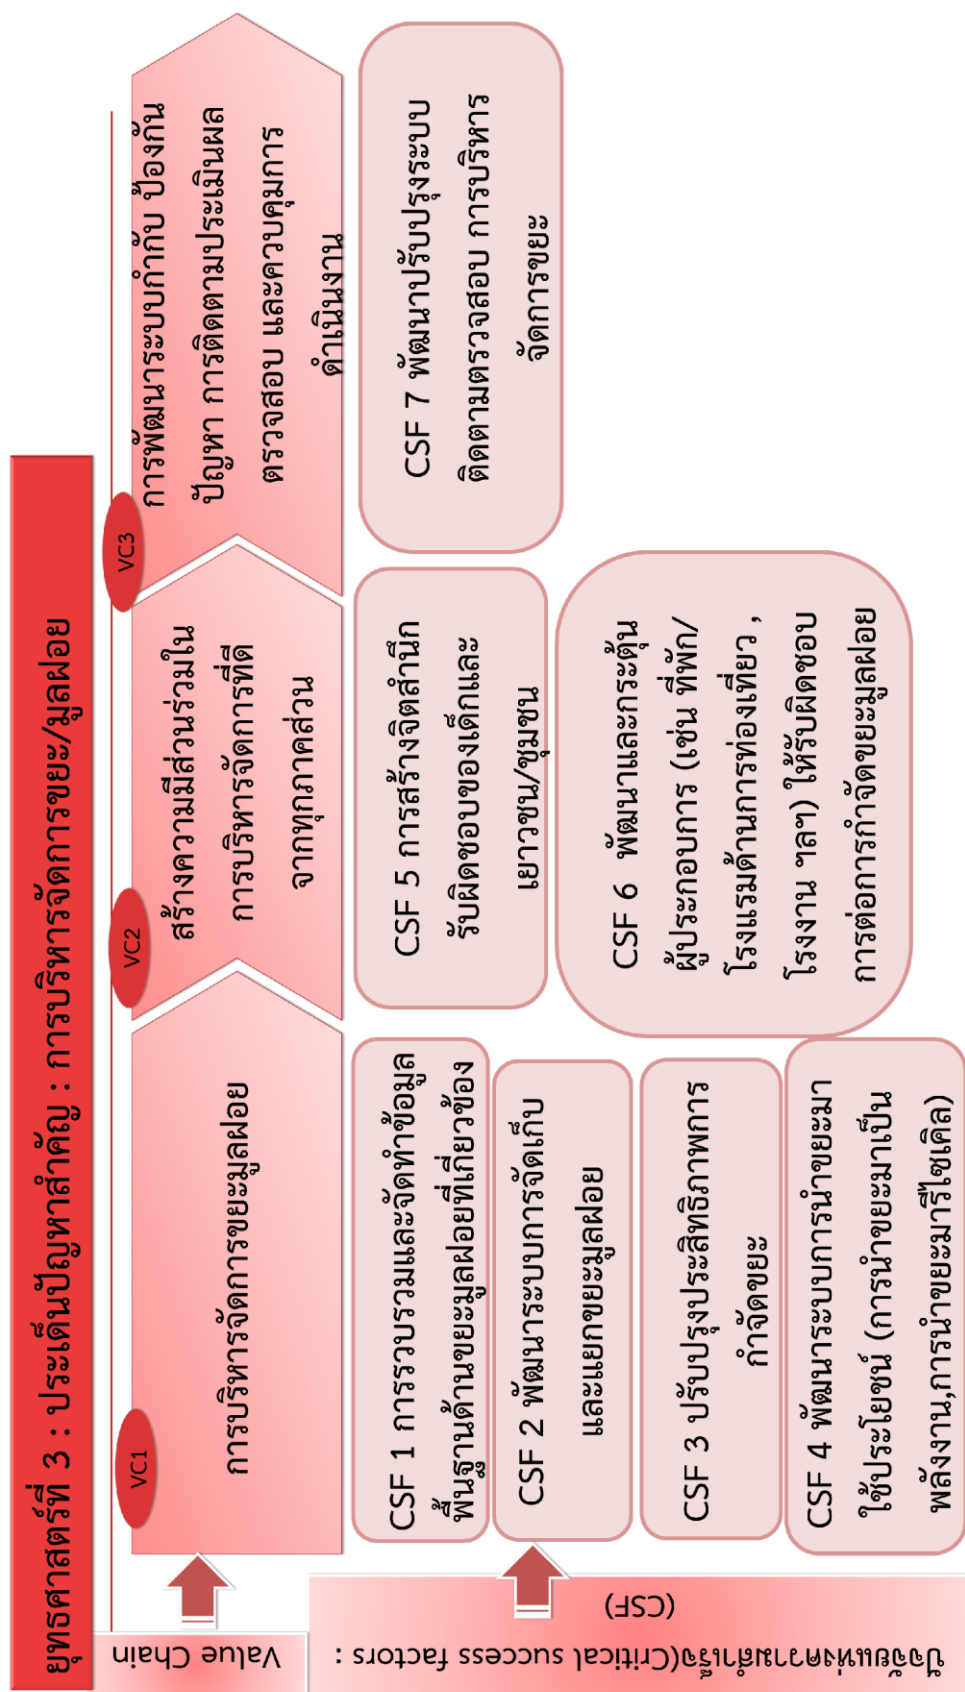 ยุทธศาสตร์ที่ 3 : ประเด็นปัญหาสำคัญ : การบริหารจัดการขยะ/มูลฝอย
Value Chain
VC1
การบริหารจัดการขยะมูลฝอย
VC2
สร้างความมีส่วนร่วมใน
การบริหารจัดการที่ดี
จากทุกภาคส่วน
VC3
การพัฒนาระบบกำกับ ป้องกัน
ปัญหา การติดตามประเมินผล
ตรวจสอบ และควบคุมการ
ดำเนินงาน
ปัจจัยแห่งความสำเร็จ(Critical success factors :
(CSF)
CSF 1 การรวบรวมและจัดทำข้อมูล
พื้นฐานด้านขยะมูลฝอยที่เกี่ยวข้อง
CSF 2 พัฒนาระบบการจัดเก็บ
และแยกขยะมูลฝอย
CSF 3 ปรับปรุงประสิทธิภาพการ
กำจัดขยะ
CSF 4 พัฒนาระบบการนำขยะมา
ใช้ประโยชน์ (การนำขยะมาเป็น
พลังงาน,การนำขยะมารีไซเคิล)
CSF 5 การสร้างจิตสำนึก
รับผิดชอบของเด็กและ
เยาวชน/ชุมชน
CSF 6 พัฒนาและกระตุ้น
ผู้ประกอบการ (เช่น ที่พัก/
โรงแรมด้านการท่องเที่ยว ,
โรงงาน ฯลฯ) ให้รับผิดชอบ
การต่อการกำจัดขยะมูลฝอย
CSF 7 พัฒนาปรับปรุงระบบ
ติดตามตรวจสอบ การบริหาร
จัดการขยะ